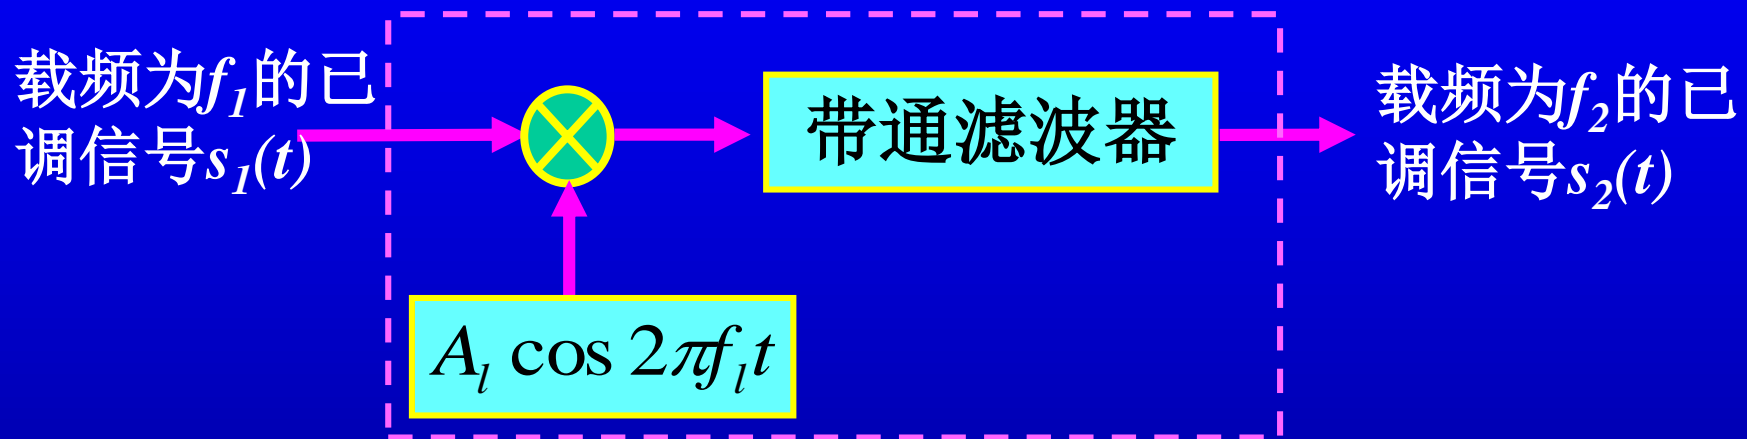 载频为f₁的已
调信号s₁(t)
带通滤波器
载频为f₂的已
调信号s₂(t)
Aₗ cos 2πfₗt